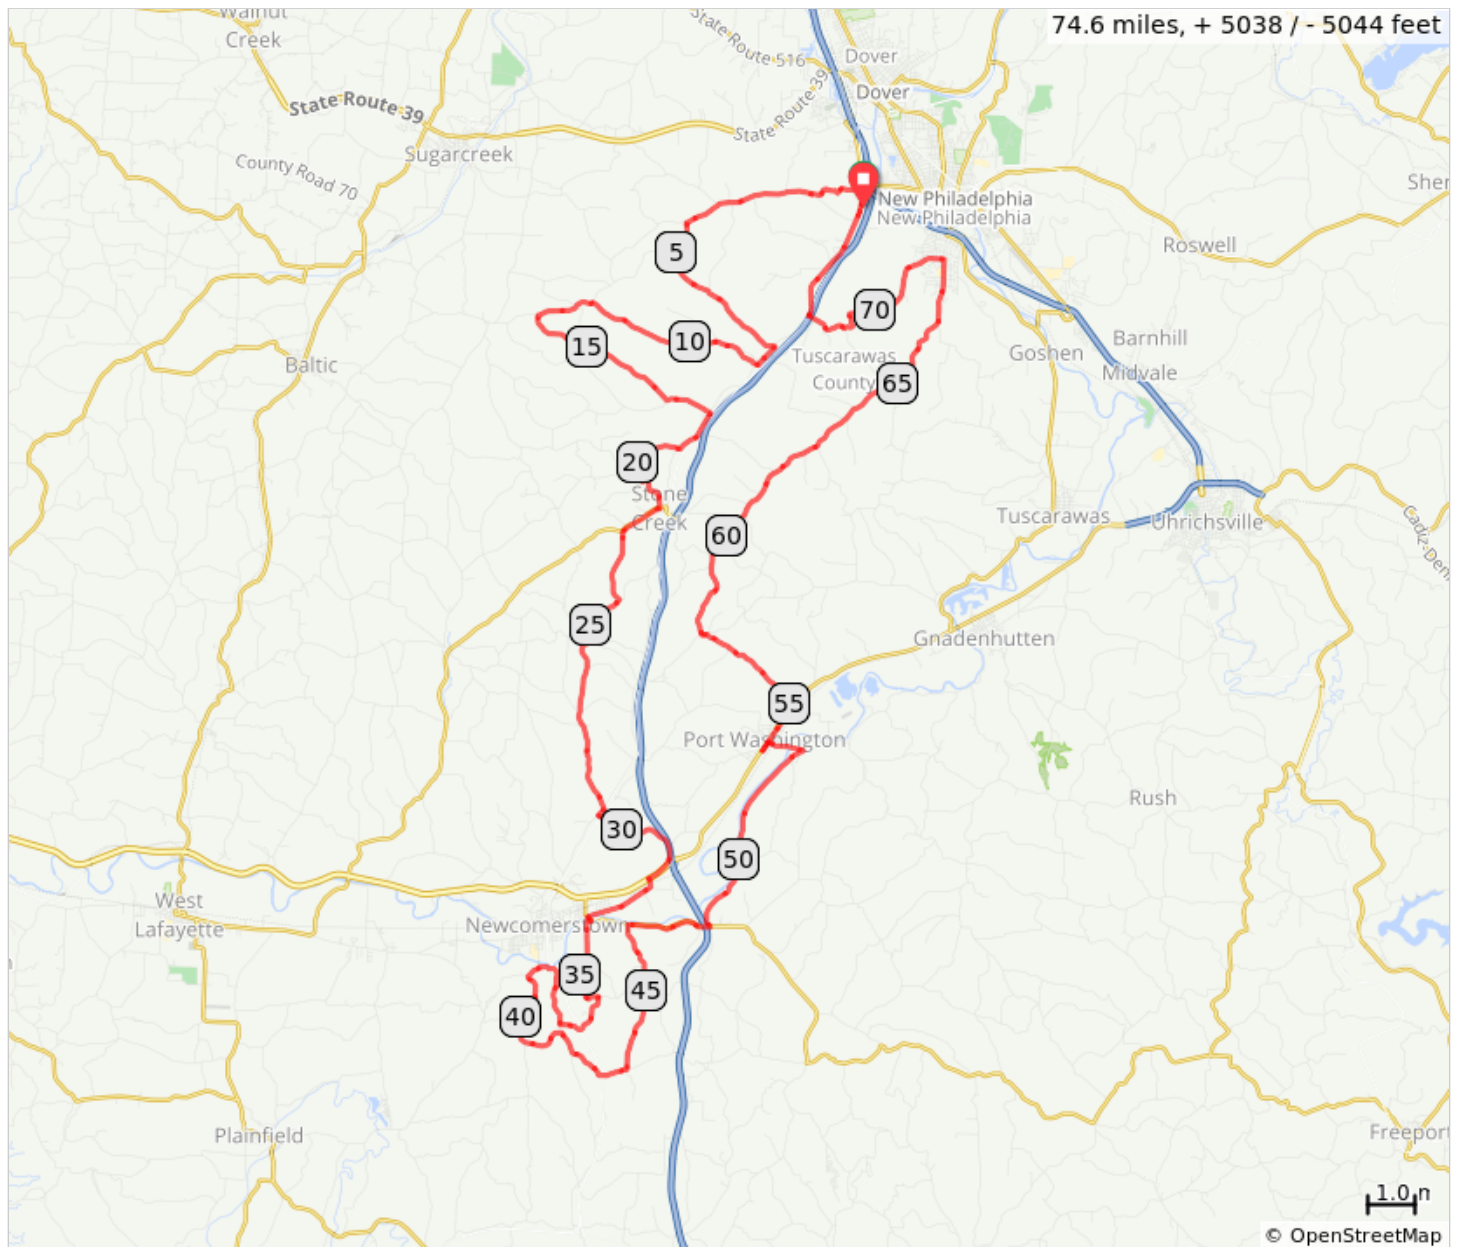 74.6 miles, + 5038 / - 5044 feet
Walnut
Creek
State Route 516
Dover
Dover
State Route 39
State Route 39
Sugarcreek
County Road 70
New Philadelphia
New Philadelphia
Sher
Roswell
5
70
10
15
Barnhill
Goshen
Midvale
Baltic
Tuscarawas
County
65
20
Stone
Creek
Tuscarawas
Uhrichsville
60
25
Gnadenhutten
55
Port Washington
Rush
30
50
West
Lafayette
Newcomerstown
35
45
40
Plainfield
Freeport
1.0
© OpenStreetMap